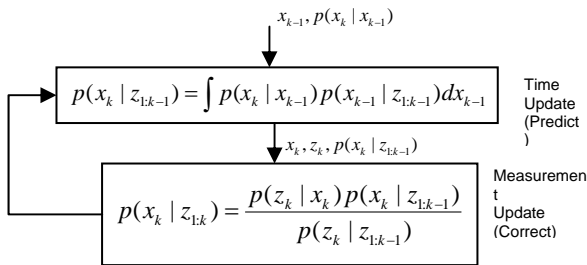 x_{k-1}, p(x_k | x_{k-1})
p(x_k | z_{1:k-1}) = ∫ p(x_k | x_{k-1}) p(x_{k-1} | z_{1:k-1}) dx_{k-1}
Time
Update
(Predict
)
x_k, z_k, p(x_k | z_{1:k-1})
p(x_k | z_{1:k}) = \frac{p(z_k | x_k) p(x_k | z_{1:k-1})}{p(z_k | z_{1:k-1})}
Measuremen
t
Update
(Correct)